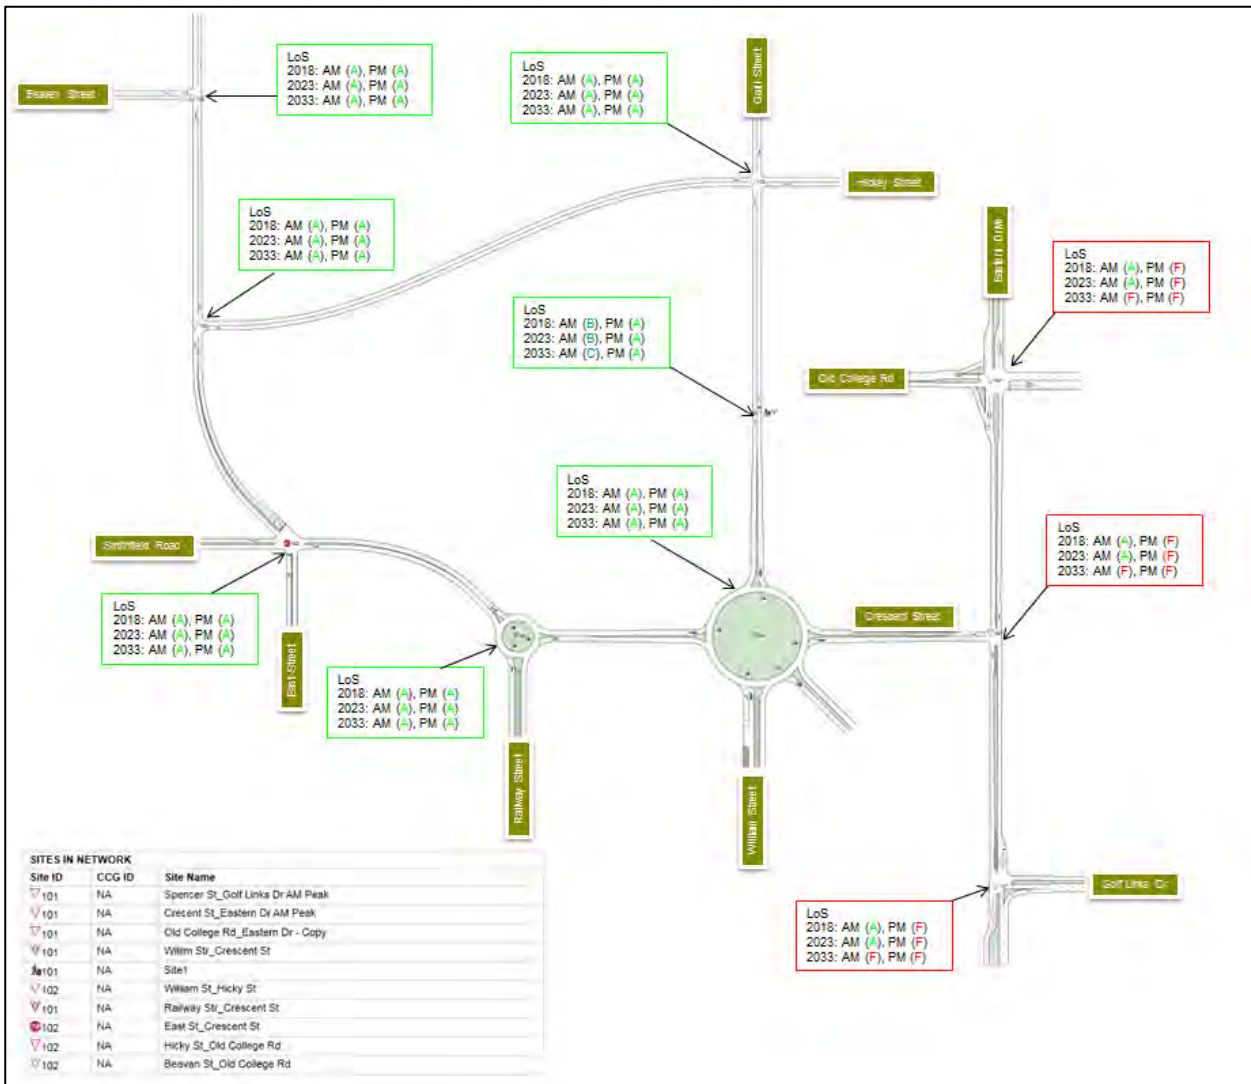 LoS
2018: AM (A), PM (A)
2023: AM (A), PM (A)
2033: AM (A), PM (A)
LoS
2018: AM (A), PM (A)
2023: AM (A), PM (A)
2033: AM (A), PM (A)
Beaven Street
Hickey Street
LoS
2018: AM (A), PM (A)
2023: AM (A), PM (A)
2033: AM (A), PM (A)
Eastern Drive
LoS
2018: AM (A), PM (F)
2023: AM (A), PM (F)
2033: AM (F), PM (F)
LoS
2018: AM (B), PM (A)
2023: AM (B), PM (A)
2033: AM (C), PM (A)
Old College Rd
LoS
2018: AM (A), PM (A)
2023: AM (A), PM (A)
2033: AM (A), PM (A)
Smithfield Road
LoS
2018: AM (A), PM (F)
2023: AM (A), PM (F)
2033: AM (F), PM (F)
LoS
2018: AM (A), PM (A)
2023: AM (A), PM (A)
2033: AM (A), PM (A)
East Street
Crescent Street
LoS
2018: AM (A), PM (A)
2023: AM (A), PM (A)
2033: AM (A), PM (A)
Railway Street
William Street
Golf Links Dr
LoS
2018: AM (A), PM (F)
2023: AM (A), PM (F)
2033: AM (F), PM (F)
SITES IN NETWORK
Site ID CCG ID Site Name
101 NA Spencer St_Golf Links Dr AM Peak
101 NA Crecent St_Eastern Dr AM Peak
101 NA Old College Rd_Eastern Dr - Copy
101 NA Willim Str_Crescent St
101 NA Site1
102 NA William St_Hicky St
101 NA Railway Str_Crescent St
102 NA East St_Crescent St
102 NA Hicky St_Old College Rd
102 NA Beavan St_Old College Rd